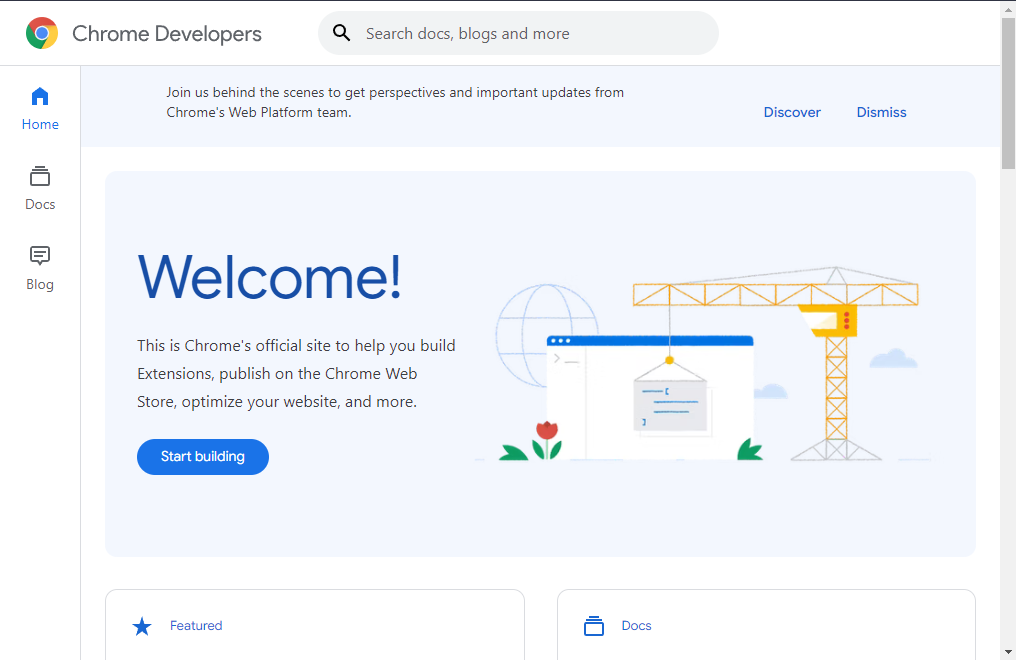 Chrome Developers
Search docs, blogs and more
Home
Docs
Blog
Join us behind the scenes to get perspectives and important updates from
Chrome's Web Platform team.
Discover
Dismiss
Welcome!
This is Chrome's official site to help you build
Extensions, publish on the Chrome Web
Store, optimize your website, and more.
Start building
Featured
Docs